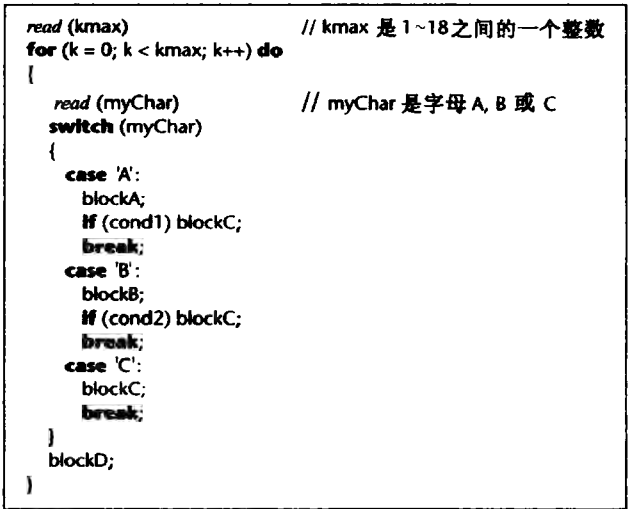 read (kmax) // kmax 是 1~18之间的一个整数
for (k = 0; k < kmax; k++) do
{
read (myChar) // myChar 是字母 A, B 或 C
switch (myChar)
{
case 'A':
blockA;
if (cond1) blockC;
break;
case 'B':
blockB;
if (cond2) blockC;
break;
case 'C':
blockC;
break;
}
blockD;
}